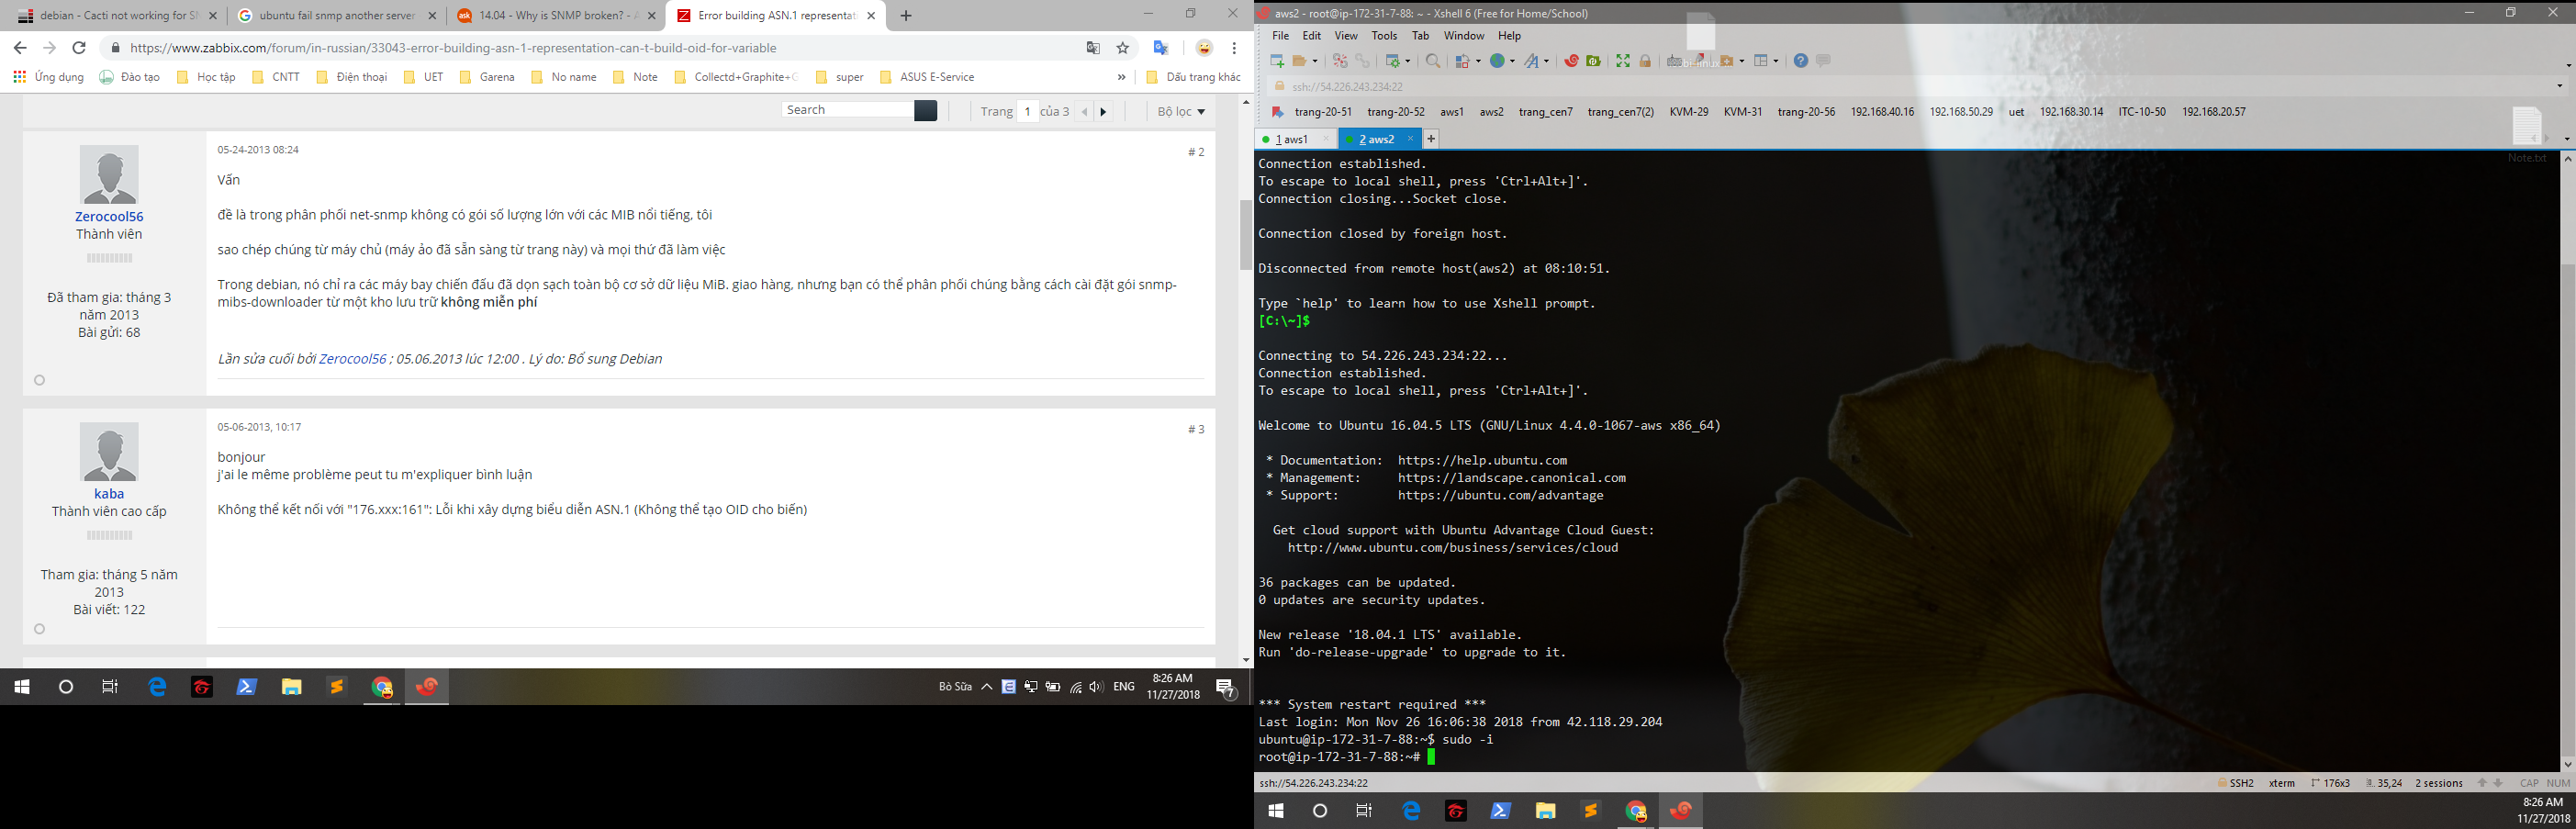 debian - Cacti not working for S
ubuntu fail snmp another server
14.04 - Why is SNMP broken? - A
Error building ASN.1 representat
https://www.zabbix.com/forum/in-russian/33043-error-building-asn-1-representation-can-t-build-oid-for-variable
Ứng dụng Đào tạo Học tập CNTT Điện thoại UET Garena No name Note Collectd+Graphite+G super ASUS E-Service » Dấu trang khác
Search Trang 1 của 3 Bộ lọc
05-24-2013 08:24 # 2
Zerocool56
Thành viên
Đã tham gia: tháng 3
năm 2013
Bài gửi: 68
Vấn
đề là trong phân phối net-snmp không có gói số lượng lớn với các MIB nổi tiếng, tôi
sao chép chúng từ máy chủ (máy ảo đã sẵn sàng từ trang này) và mọi thứ đã làm việc
Trong debian, nó chỉ ra các máy bay chiến đấu đã dọn sạch toàn bộ cơ sở dữ liệu MiB. giao hàng, nhưng bạn có thể phân phối chúng bằng cách cài đặt gói snmp-
mibs-downloader từ một kho lưu trữ không miễn phí
Lần sửa cuối bởi Zerocool56 ; 05.06.2013 lúc 12:00 . Lý do: Bổ sung Debian
05-06-2013, 10:17 # 3
kaba
Thành viên cao cấp
Tham gia: tháng 5 năm
2013
Bài viết: 122
bonjour
j'ai le même problème peut tu m'expliquer bình luận
Không thể kết nối với "176.xxx:161": Lỗi khi xây dựng biểu diễn ASN.1 (Không thể tạo OID cho biến)
Bò Sữa ENG 8:26 AM
11/27/2018 7
aws2 - root@ip-172-31-7-88: ~ - Xshell 6 (Free for Home/School)
File Edit View Tools Tab Window Help
ssh://54.226.243.234:22
trang-20-51 trang-20-52 aws1 aws2 trang_cen7 trang_cen7(2) KVM-29 KVM-31 trang-20-56 192.168.40.16 192.168.50.29 uet 192.168.30.14 ITC-10-50 192.168.20.57
1 aws1 2 aws2 +
Note.txt
Connection established.
To escape to local shell, press 'Ctrl+Alt+]'.
Connection closing...Socket close.
Connection closed by foreign host.
Disconnected from remote host(aws2) at 08:10:51.
Type `help' to learn how to use Xshell prompt.
[C:\~]$
Connecting to 54.226.243.234:22...
Connection established.
To escape to local shell, press 'Ctrl+Alt+]'.
Welcome to Ubuntu 16.04.5 LTS (GNU/Linux 4.4.0-1067-aws x86_64)
* Documentation: https://help.ubuntu.com
* Management: https://landscape.canonical.com
* Support: https://ubuntu.com/advantage
Get cloud support with Ubuntu Advantage Cloud Guest:
http://www.ubuntu.com/business/services/cloud
36 packages can be updated.
0 updates are security updates.
New release '18.04.1 LTS' available.
Run 'do-release-upgrade' to upgrade to it.
*** System restart required ***
Last login: Mon Nov 26 16:06:38 2018 from 42.118.29.204
ubuntu@ip-172-31-7-88:~$ sudo -i
root@ip-172-31-7-88:~#
ssh://54.226.243.234:22 SSH2 xterm 176x3 35,24 2 sessions CAP NUM
8:26 AM
11/27/2018